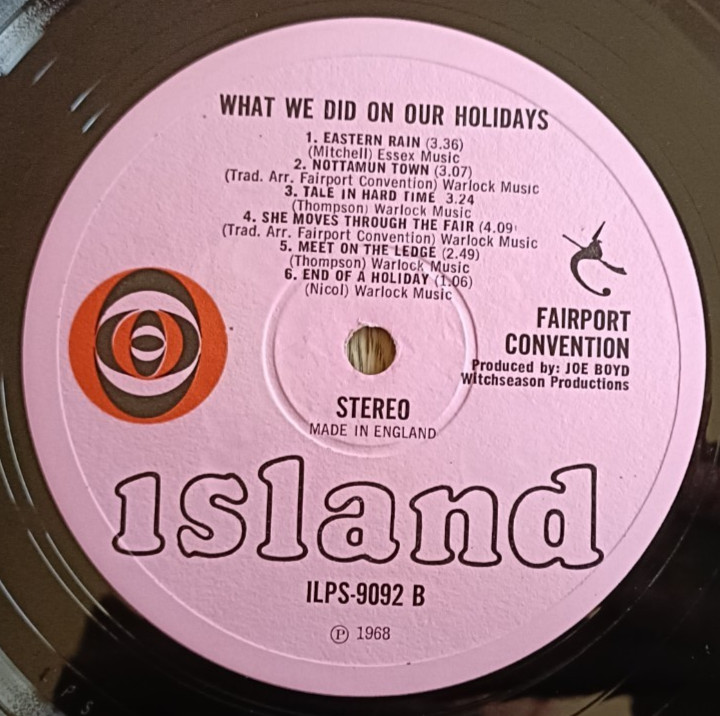 WHAT WE DID ON OUR HOLIDAYS
1. EASTERN RAIN (3.36)
(Mitchell) Essex Music
2. NOTTAMUN TOWN (3.07)
(Trad. Arr. Fairport Convention) Warlock Music
3. TALE IN HARD TIME 3.24
(Thompson) Warlock Music
4. SHE MOVES THROUGH THE FAIR (4.09)
(Trad. Arr. Fairport Convention) Warlock Music
5. MEET ON THE LEDGE (2.49)
(Thompson) Warlock Music
6. END OF A HOLIDAY (1.06)
(Nicol) Warlock Music
FAIRPORT
CONVENTION
Produced by: JOE BOYD
Witchseason Productions
STEREO
MADE IN ENGLAND
island
ILPS-9092 B
Ⓟ 1968